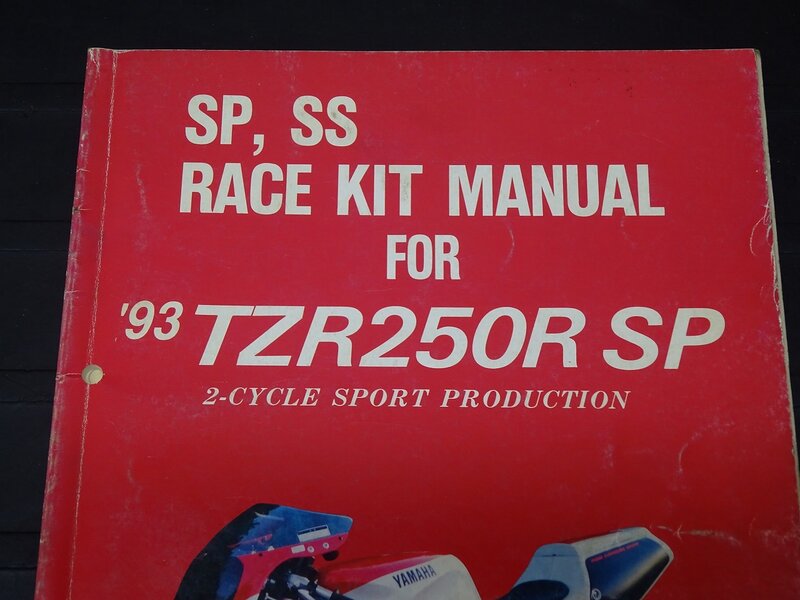 SP, SS
RACE KIT MANUAL
FOR
'93 TZR250R SP
2-CYCLE SPORT PRODUCTION
YAMAHA